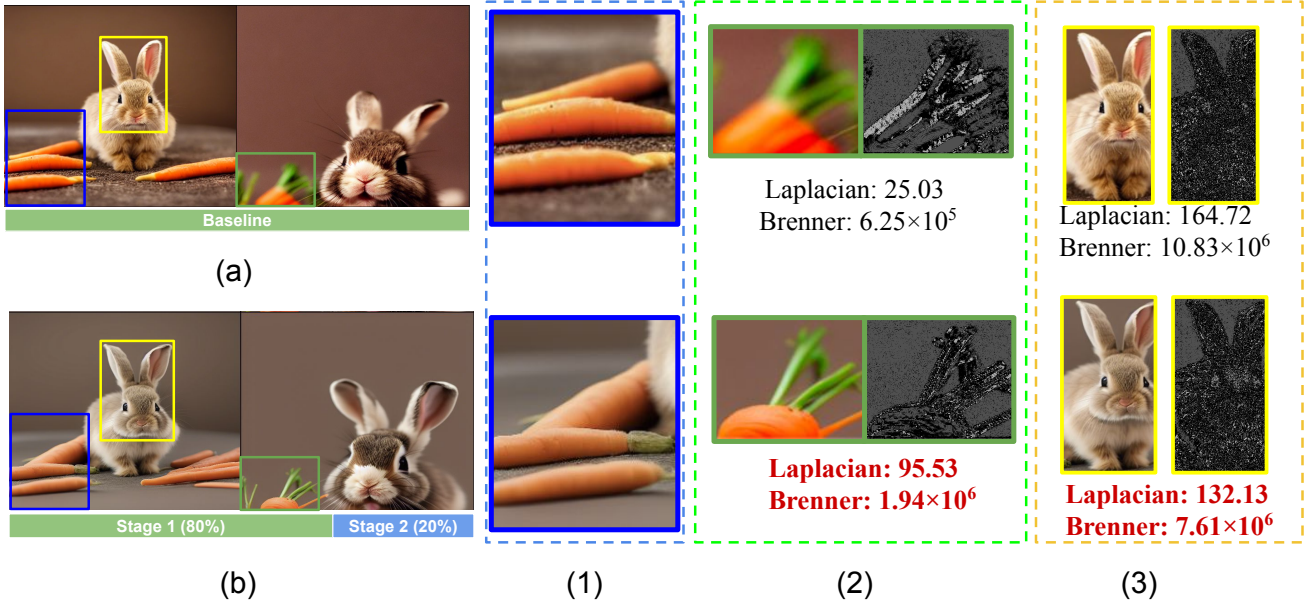 Baseline
(a)
Laplacian: 25.03
Brenner: 6.25×10⁵
Laplacian: 164.72
Brenner: 10.83×10⁶
Laplacian: 95.53
Brenner: 1.94×10⁶
Laplacian: 132.13
Brenner: 7.61×10⁶
Stage 1 (80%)
Stage 2 (20%)
(b)
(1)
(2)
(3)